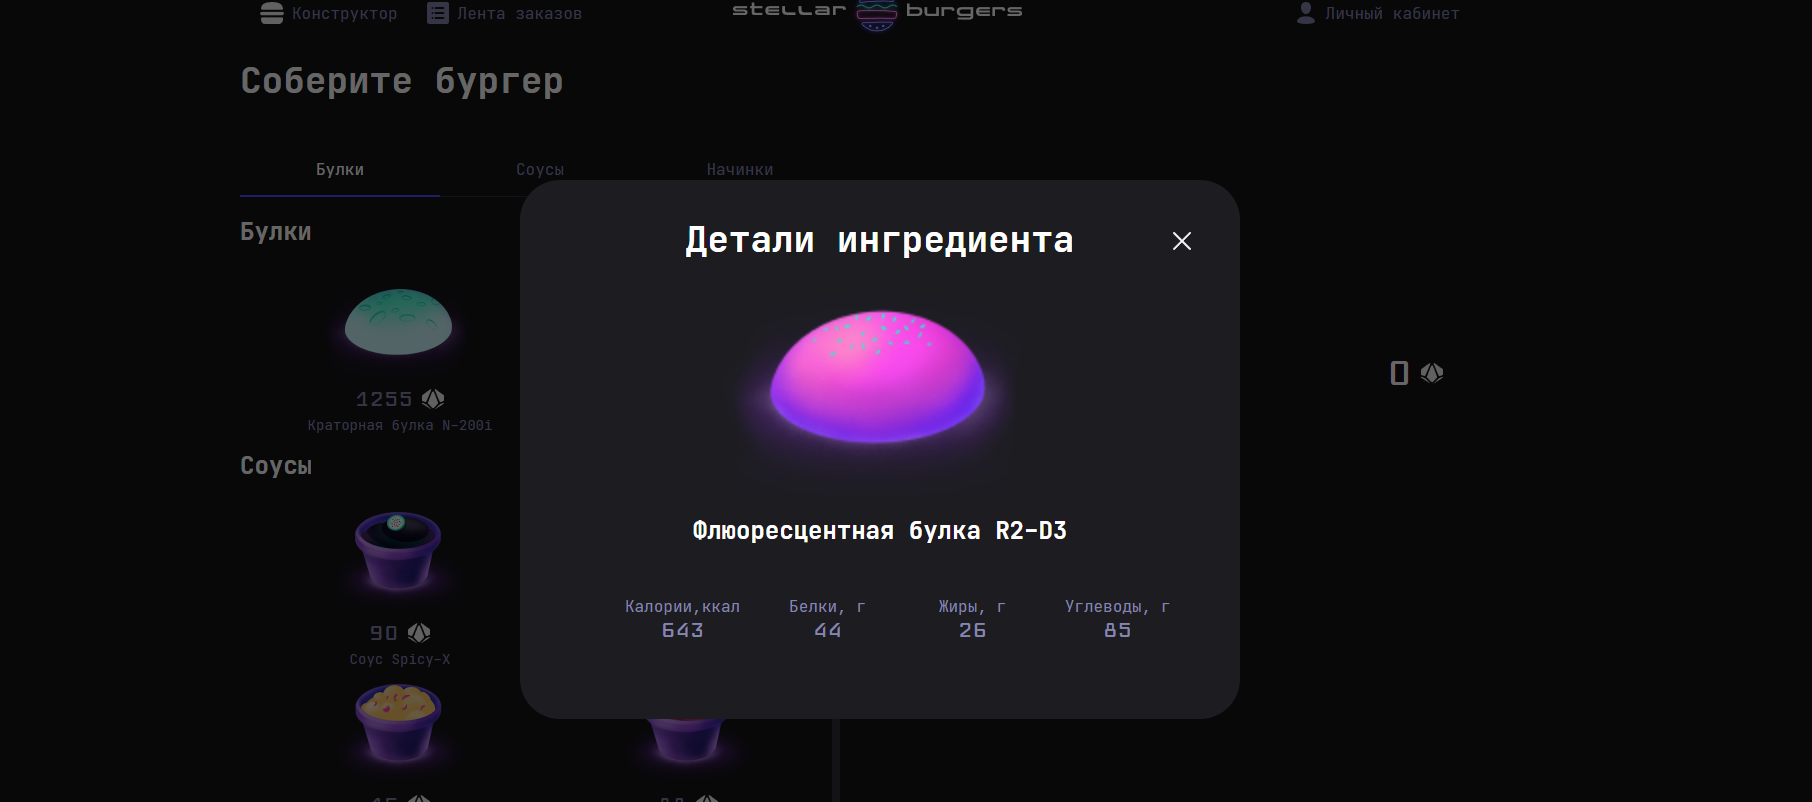 Конструктор
Лента заказов
stellar burgers
Личный кабинет
Соберите бургер
Булки
Соусы
Начинки
Булки
Детали ингредиента
1255
Краторная булка N-200i
0
Соусы
Флюоресцентная булка R2-D3
Калории,ккал
Белки, г
Жиры, г
Углеводы, г
643
44
26
85
90
Соус Spicy-X